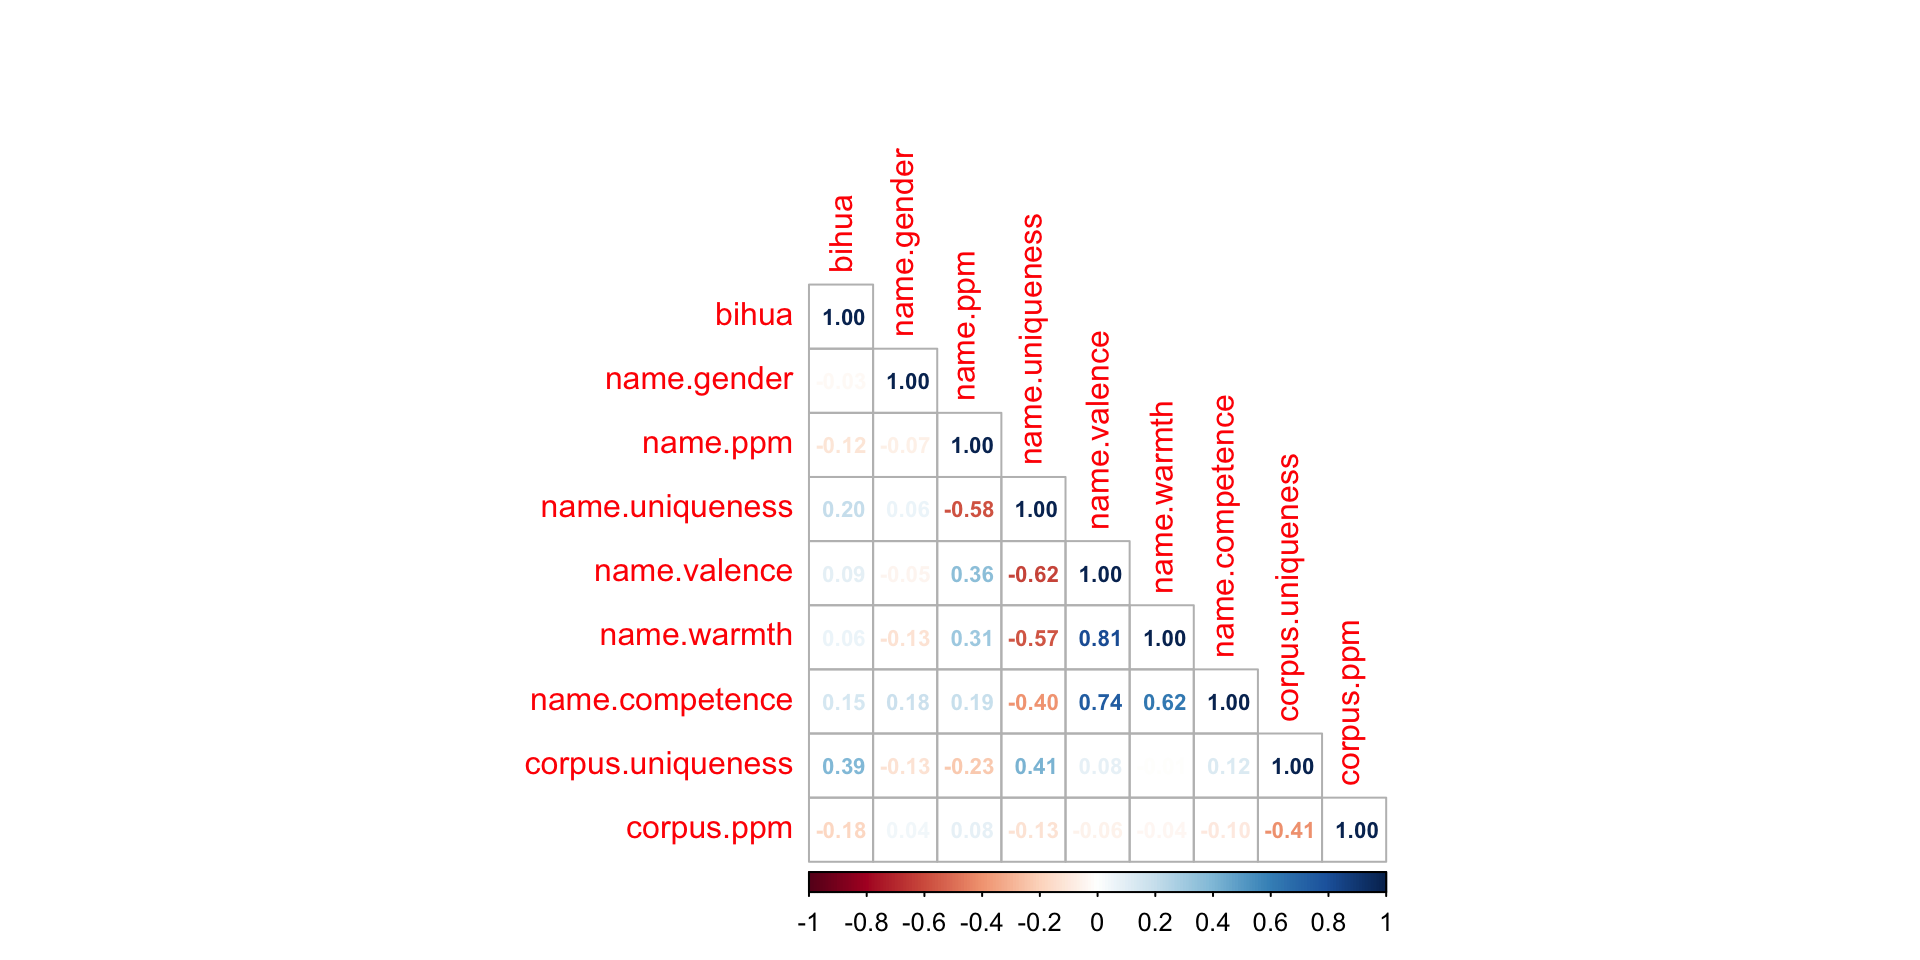 bihua
name.gender
name.ppm
name.uniqueness
name.valence
name.warmth
name.competence
corpus.uniqueness
corpus.ppm
bihua 1.00
name.gender -0.03 1.00
name.ppm -0.12 -0.07 1.00
name.uniqueness 0.20 0.06 -0.58 1.00
name.valence 0.09 -0.05 0.36 -0.62 1.00
name.warmth 0.06 -0.13 0.31 -0.57 0.81 1.00
name.competence 0.15 0.18 0.19 -0.40 0.74 0.62 1.00
corpus.uniqueness 0.39 -0.13 -0.23 0.41 0.08 0.12 1.00
corpus.ppm -0.18 0.04 0.08 -0.13 -0.06 -0.04 -0.10 -0.41 1.00
-1 -0.8 -0.6 -0.4 -0.2 0 0.2 0.4 0.6 0.8 1